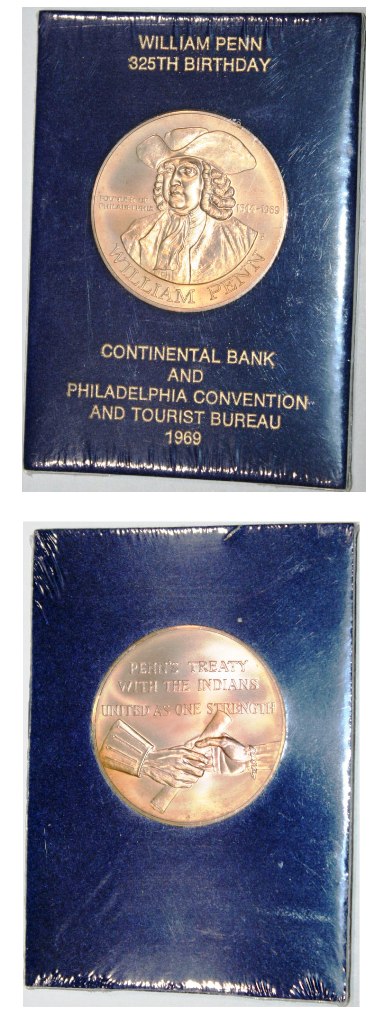 WILLIAM PENN
325TH BIRTHDAY
FOUNDER OF
PHILADELPHIA
1644-1969
WILLIAM PENN
CONTINENTAL BANK
AND
PHILADELPHIA CONVENTION
AND TOURIST BUREAU
1969
PENN'S TREATY
WITH THE INDIANS
UNITED AS ONE STRENGTH